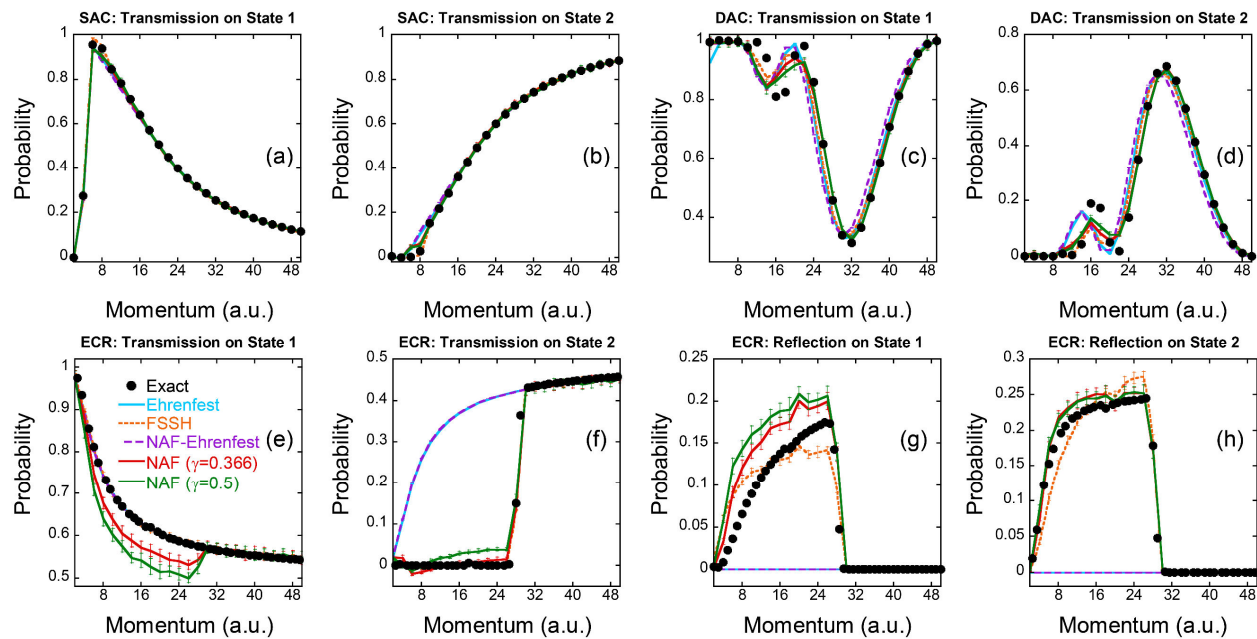 SAC: Transmission on State 1
1
0.8
0.6
0.4
0.2
0
8 16 24 32 40 48
Probability
Momentum (a.u.)
(a)
SAC: Transmission on State 2
1
0.8
0.6
0.4
0.2
0
8 16 24 32 40 48
Probability
Momentum (a.u.)
(b)
DAC: Transmission on State 1
1
0.8
0.6
0.4
8 16 24 32 40 48
Probability
Momentum (a.u.)
(c)
DAC: Transmission on State 2
1
0.8
0.6
0.4
0.2
0
8 16 24 32 40 48
Probability
Momentum (a.u.)
(d)
ECR: Transmission on State 1
1
0.9
0.8
0.7
0.6
0.5
8 16 24 32 40 48
Probability
Momentum (a.u.)
Exact
Ehrenfest
FSSH
NAF-Ehrenfest
NAF (γ=0.366)
NAF (γ=0.5)
(e)
ECR: Transmission on State 2
0.5
0.4
0.3
0.2
0.1
0
8 16 24 32 40 48
Probability
Momentum (a.u.)
(f)
ECR: Reflection on State 1
0.25
0.2
0.15
0.1
0.05
0
8 16 24 32 40 48
Probability
Momentum (a.u.)
(g)
ECR: Reflection on State 2
0.3
0.25
0.2
0.15
0.1
0.05
0
8 16 24 32 40 48
Probability
Momentum (a.u.)
(h)